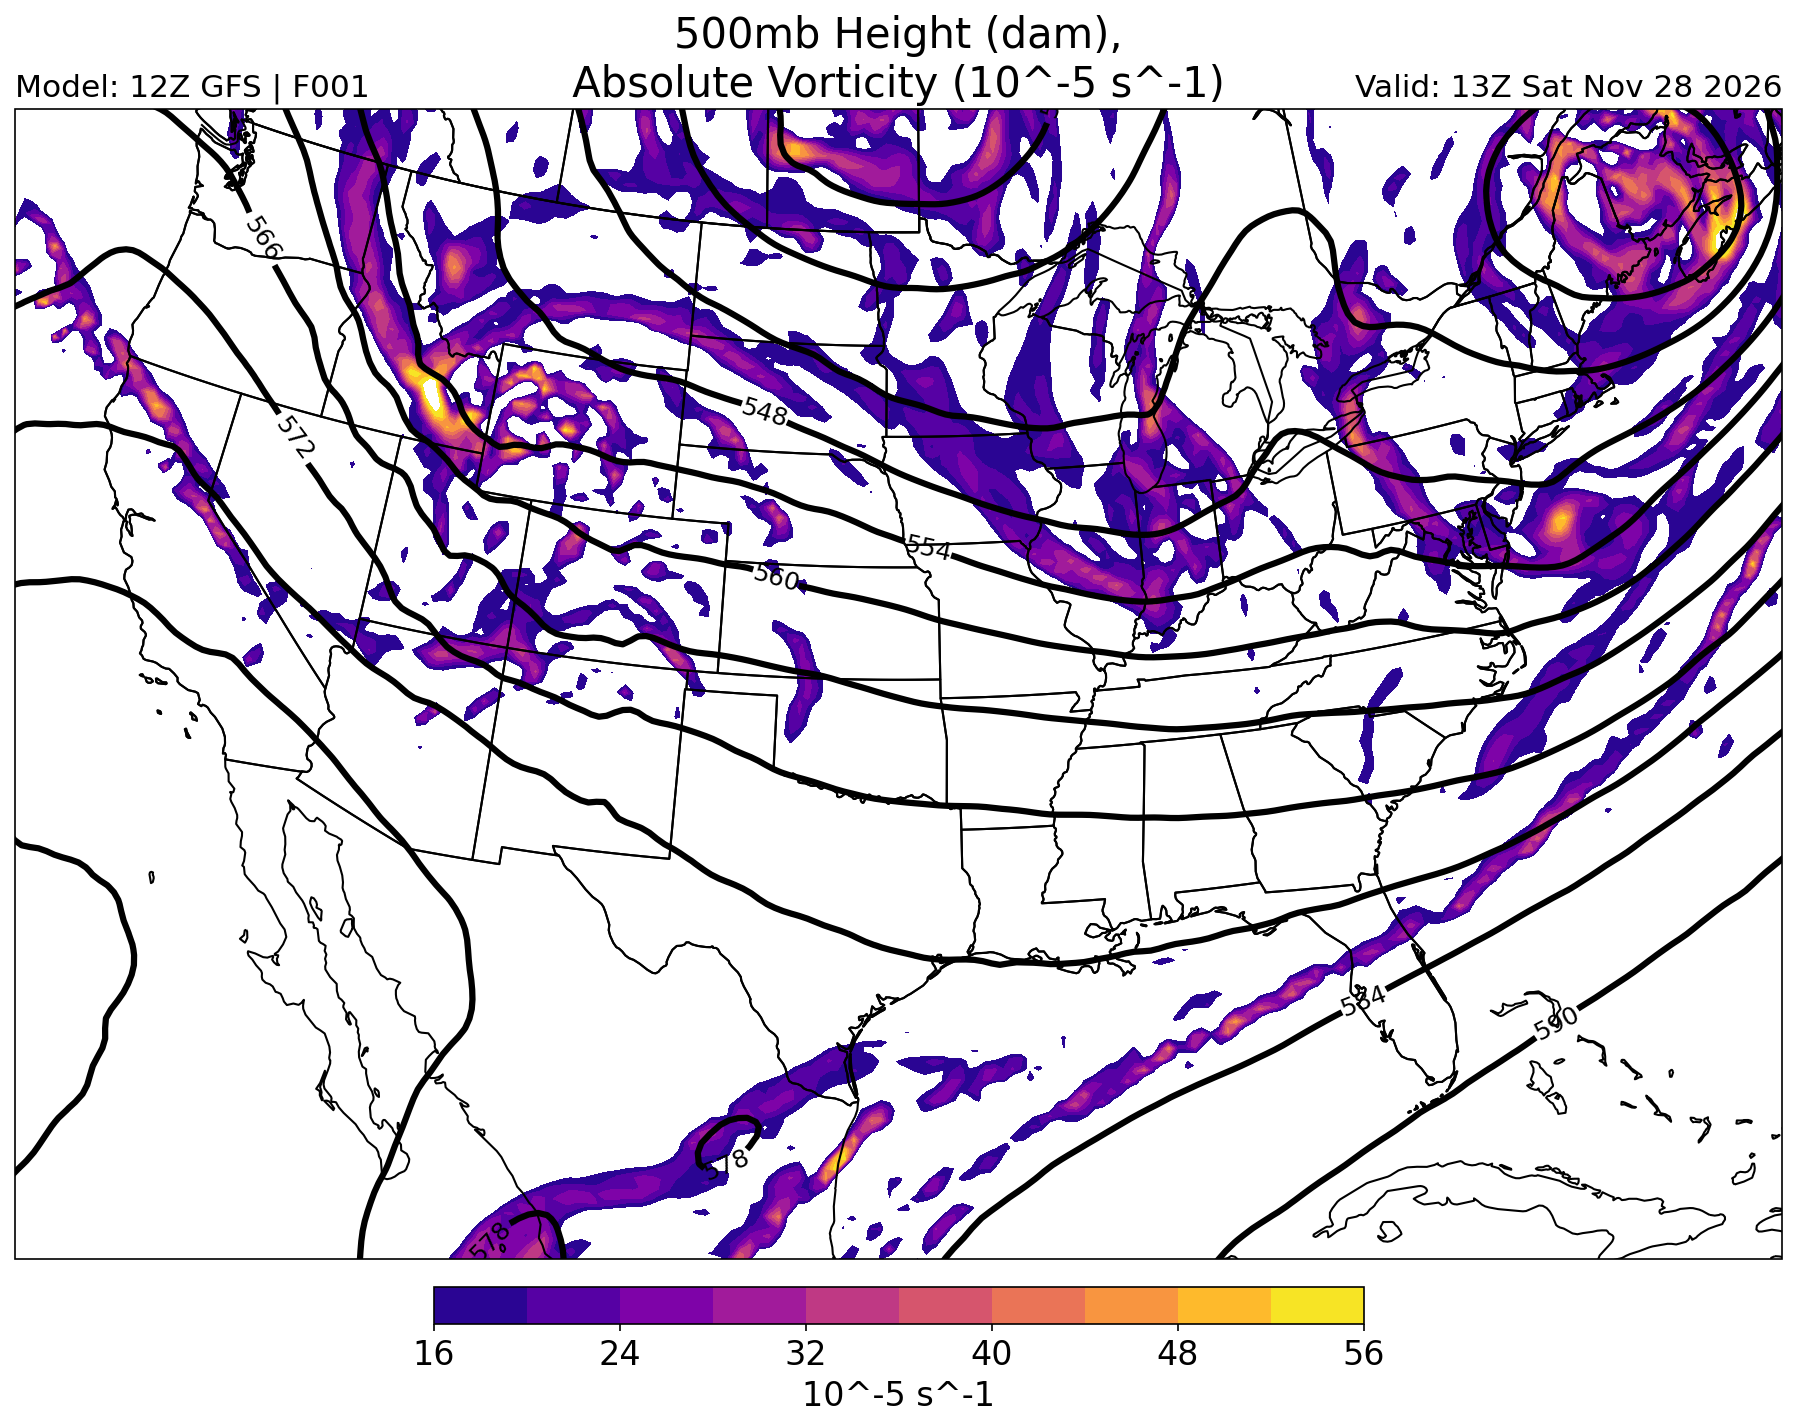 500mb Height (dam),
Absolute Vorticity (10^-5 s^-1)
Model: 12Z GFS | F001
Valid: 13Z Sat Nov 28 2026
566
572
548
554
560
584
590
578
16 24 32 40 48 56
10^-5 s^-1